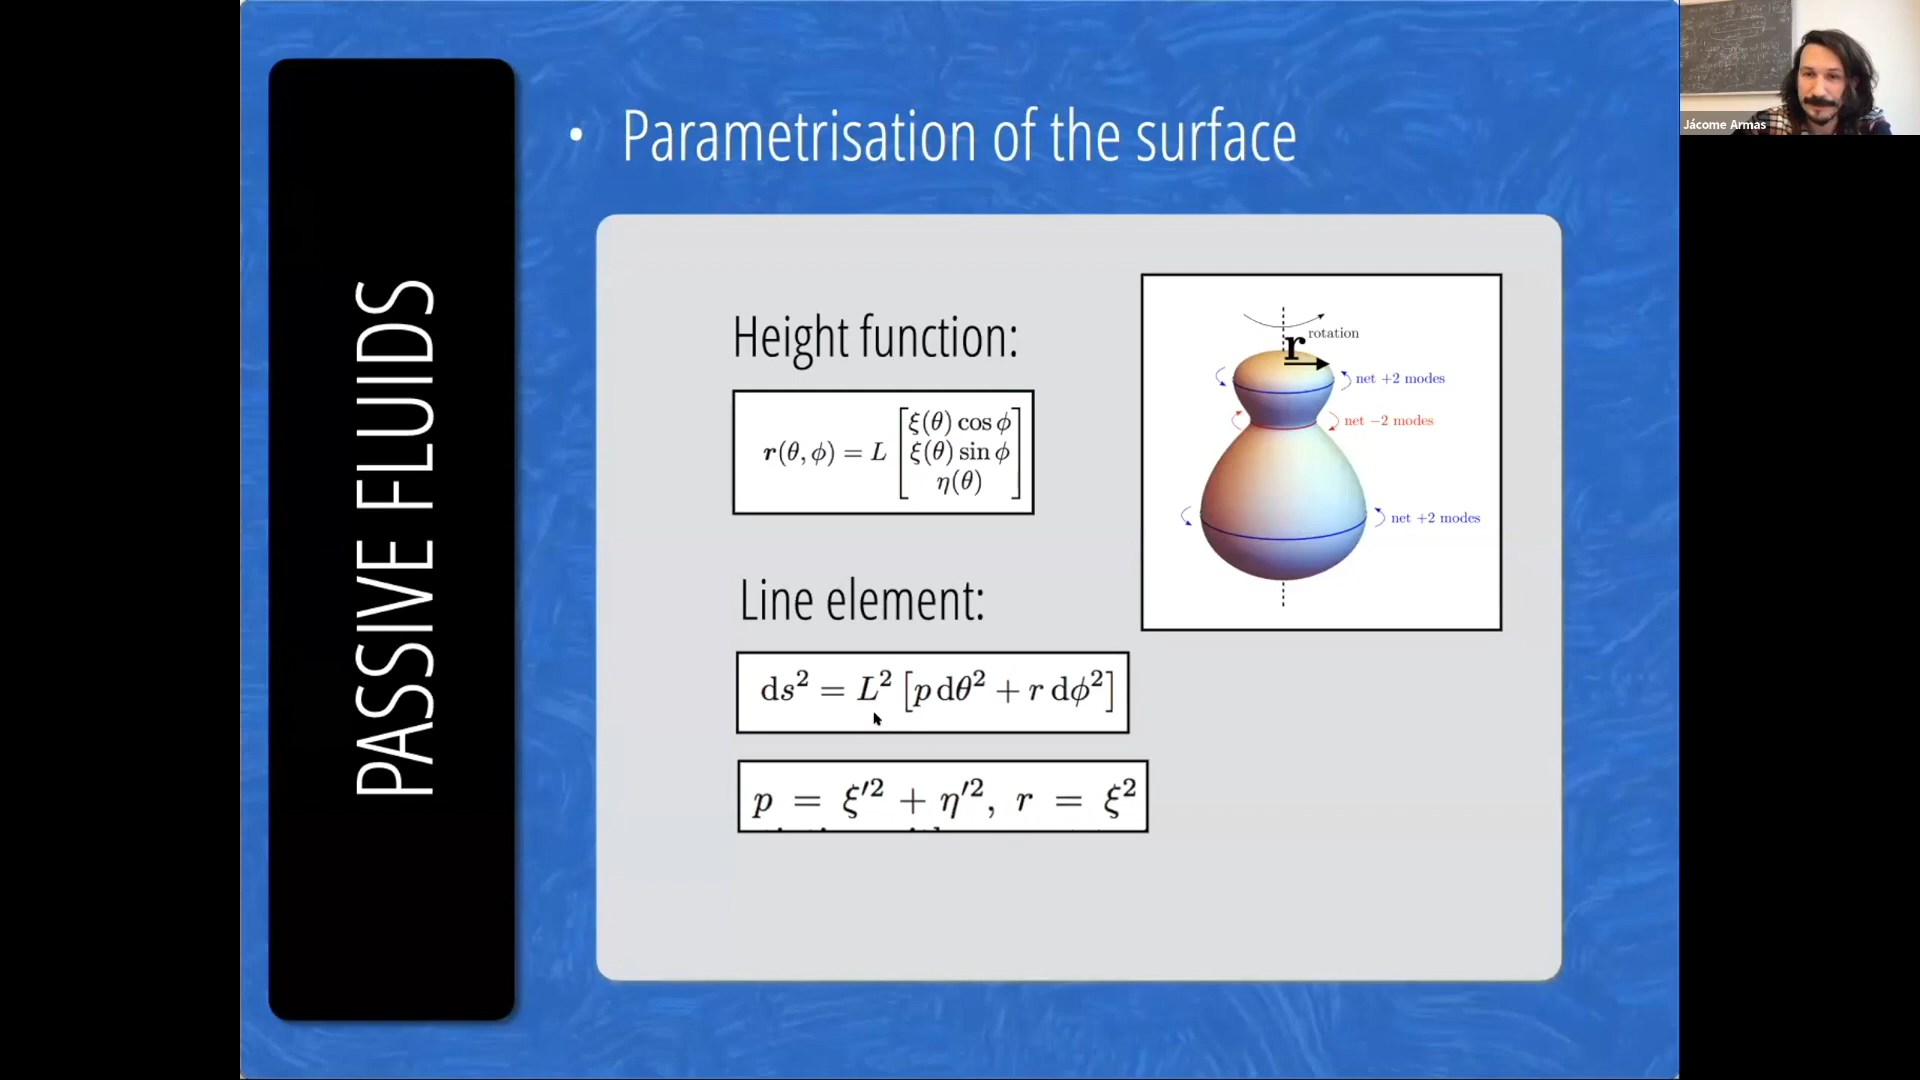 PASSIVE FLUIDS
• Parametrisation of the surface
Height function:
r(θ, ϕ) = L [ξ(θ) cos ϕ
ξ(θ) sin ϕ
η(θ)]
rotation
r
net +2 modes
net −2 modes
net +2 modes
Line element:
ds² = L² [p dθ² + r dϕ²]
p = ξ′² + η′², r = ξ²
Jácome Armas